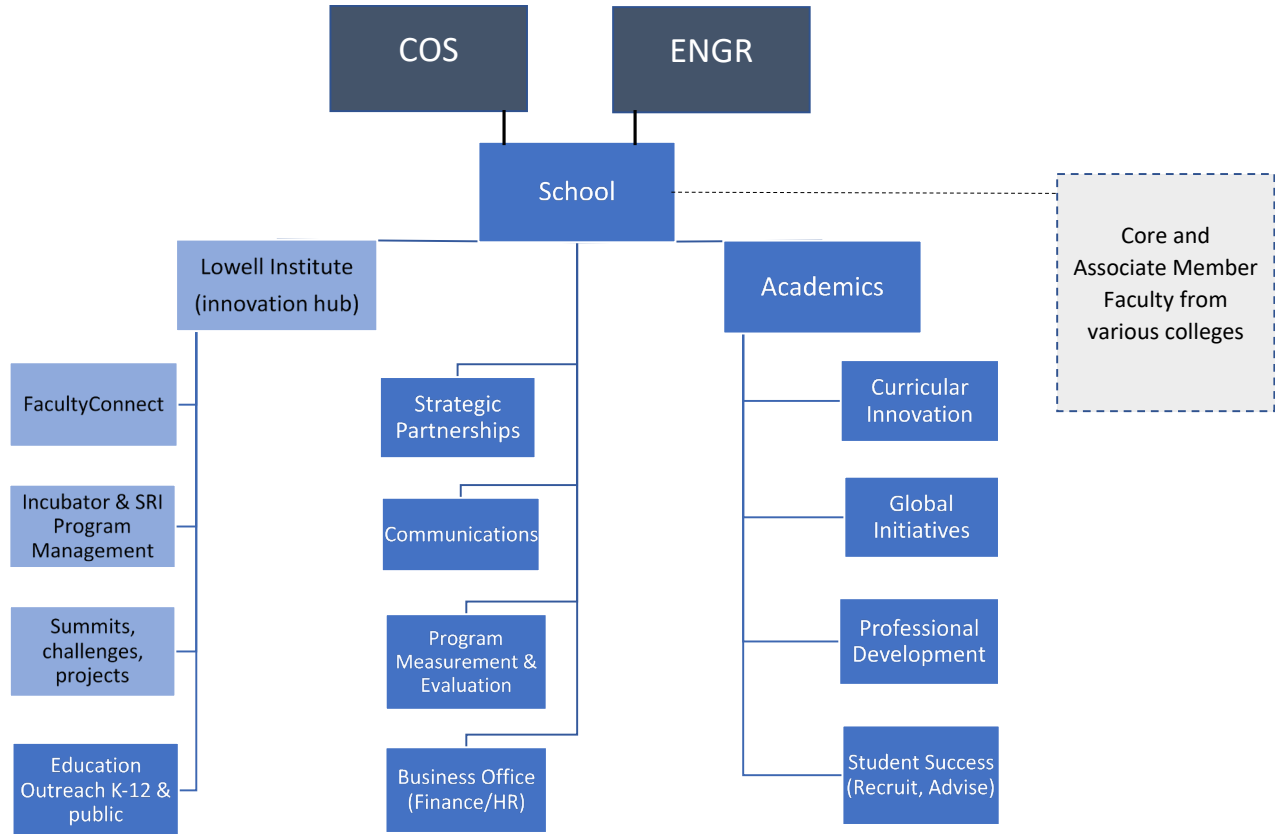 COS
ENGR
School
Core and
Associate Member
Faculty from
various colleges
Lowell Institute
(innovation hub)
FacultyConnect
Incubator & SRI
Program
Management
Summits,
challenges,
projects
Education
Outreach K-12 &
public
Strategic
Partnerships
Communications
Program
Measurement &
Evaluation
Business Office
(Finance/HR)
Academics
Curricular
Innovation
Global
Initiatives
Professional
Development
Student Success
(Recruit, Advise)